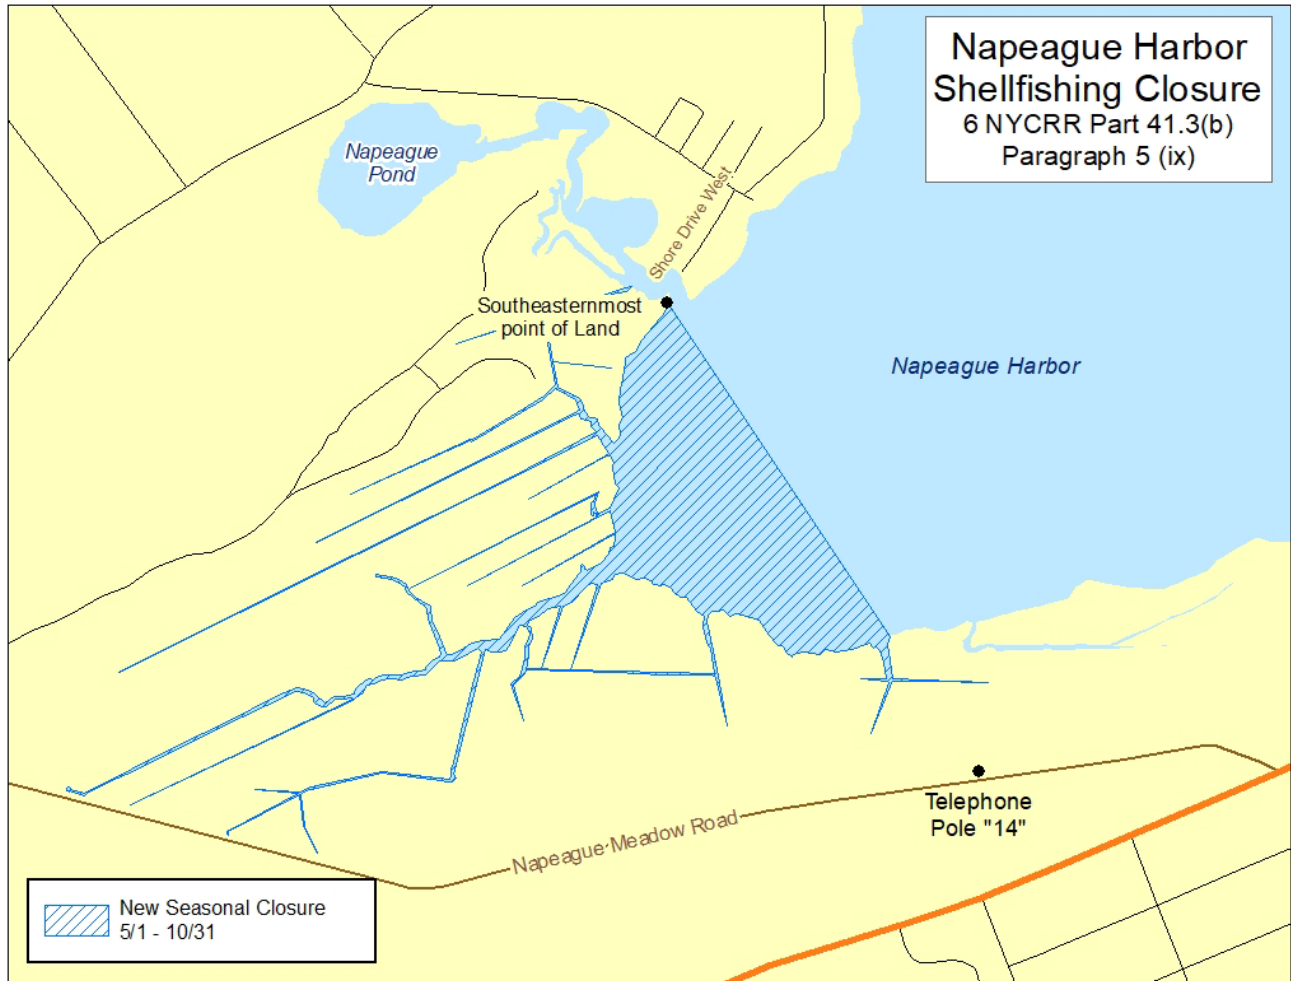 Napeague Harbor
Shellfishing Closure
6 NYCRR Part 41.3(b)
Paragraph 5 (ix)
Napeague
Pond
Shore Drive West
Southeasternmost
point of Land
Napeague Harbor
Telephone
Pole "14"
Napeague Meadow Road
New Seasonal Closure
5/1 - 10/31